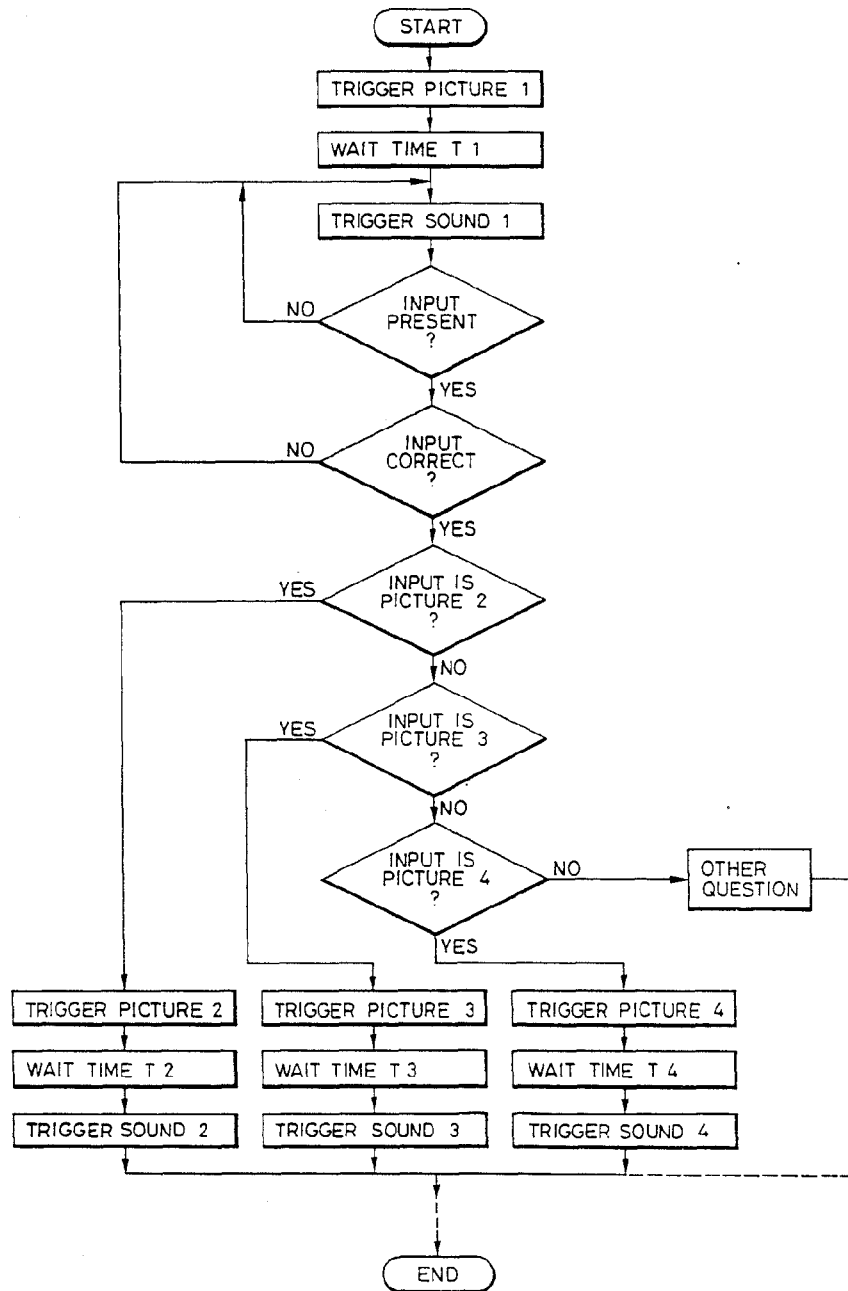 START
TRIGGER PICTURE 1
WAIT TIME T 1
TRIGGER SOUND 1
INPUT
PRESENT
?
NO
YES
INPUT
CORRECT
?
NO
YES
INPUT IS
PICTURE 2
?
YES
NO
INPUT IS
PICTURE 3
?
YES
NO
INPUT IS
PICTURE 4
?
NO
OTHER
QUESTION
YES
TRIGGER PICTURE 2
TRIGGER PICTURE 3
TRIGGER PICTURE 4
WAIT TIME T 2
WAIT TIME T 3
WAIT TIME T 4
TRIGGER SOUND 2
TRIGGER SOUND 3
TRIGGER SOUND 4
END